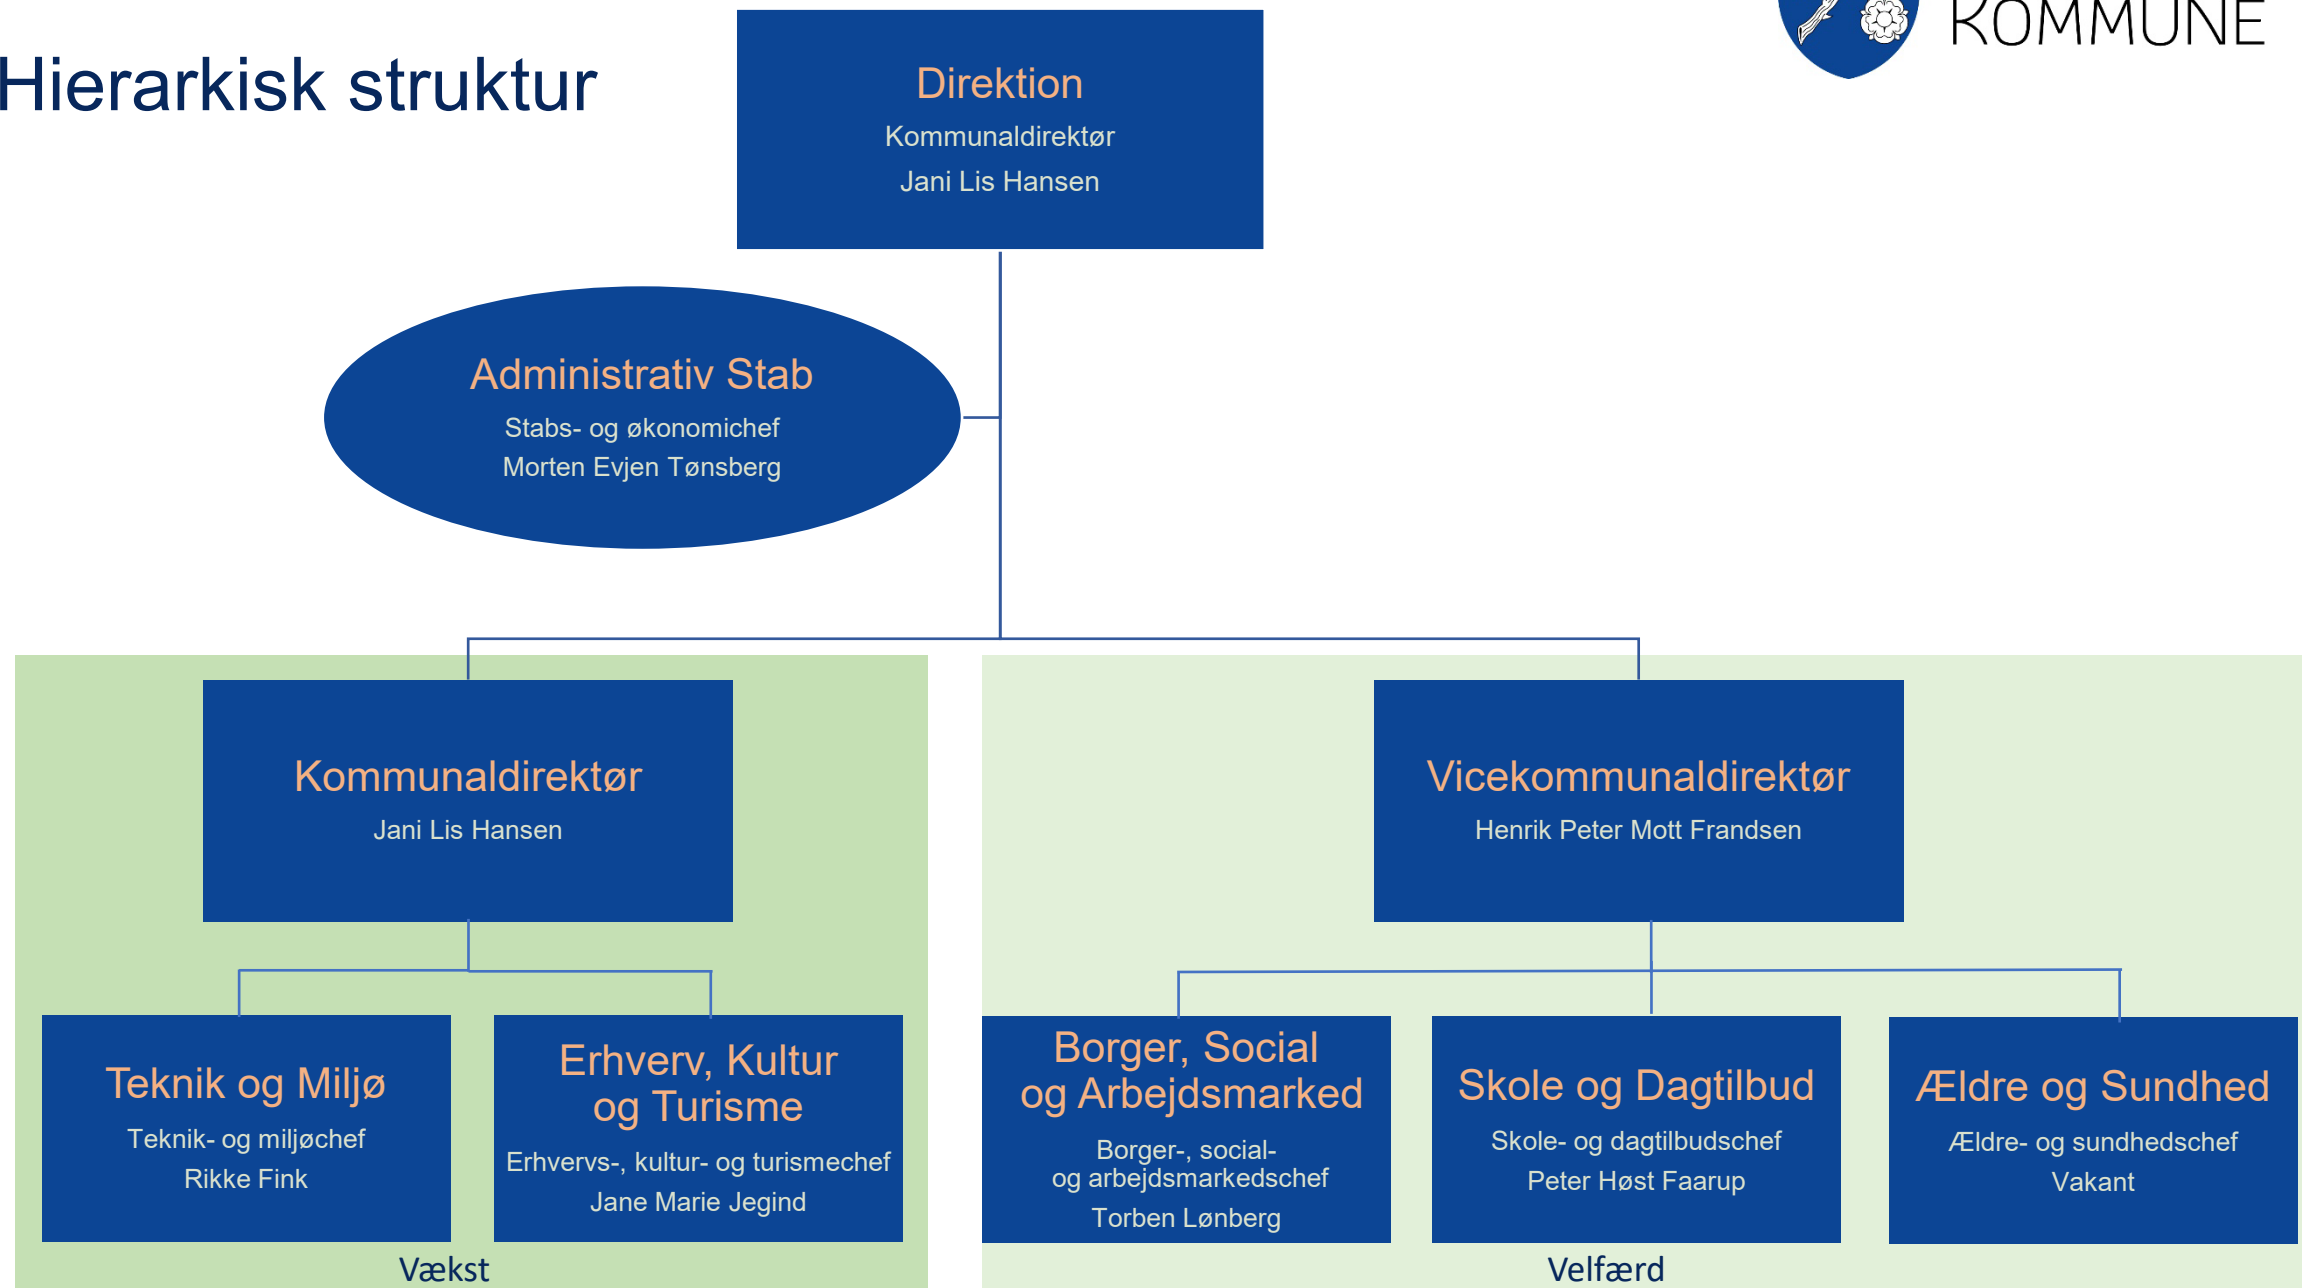 KOMMUNE
Hierarkisk struktur
Direktion
Kommunaldirektør
Jani Lis Hansen
Administrativ Stab
Stabs- og økonomichef
Morten Evjen Tønsberg
Kommunaldirektør
Jani Lis Hansen
Vicekommunaldirektør
Henrik Peter Mott Frandsen
Teknik og Miljø
Teknik- og miljøchef
Rikke Fink
Erhverv, Kultur
og Turisme
Erhvervs-, kultur- og turismechef
Jane Marie Jegind
Borger, Social
og Arbejdsmarked
Borger-, social-
og arbejdsmarkedschef
Torben Lønberg
Skole og Dagtilbud
Skole- og dagtilbudschef
Peter Høst Faarup
Ældre og Sundhed
Ældre- og sundhedschef
Vakant
Vækst
Velfærd